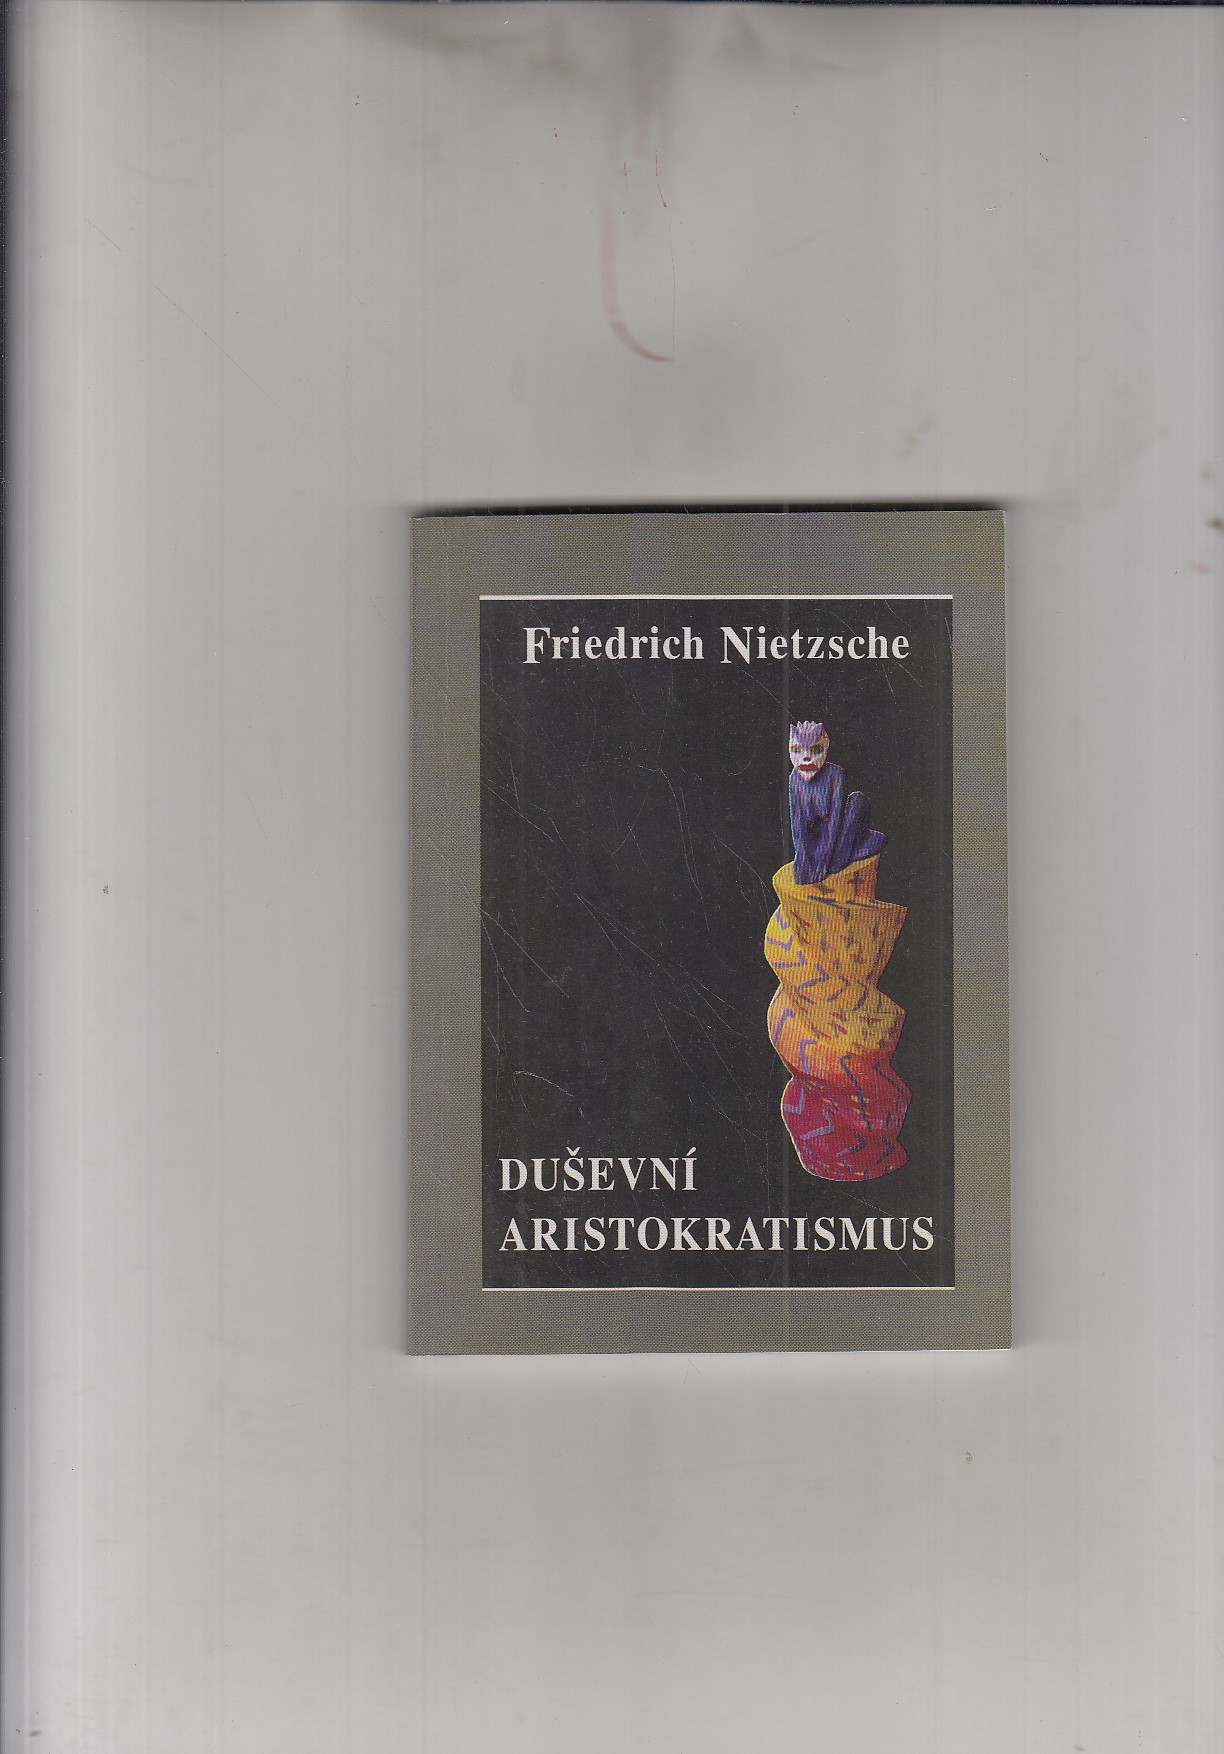 Friedrich Nietzsche
DUŠEVNÍ
ARISTOKRATISMUS